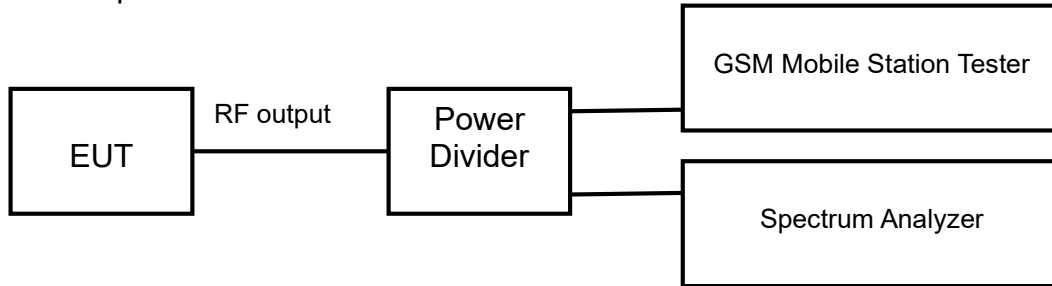 EUT
RF output
Power
Divider
GSM Mobile Station Tester
Spectrum Analyzer